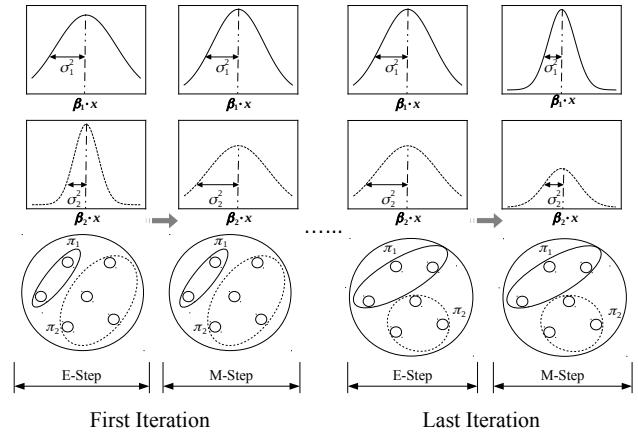 σ₁²
σ₁²
σ₁²
σ₁²
β₁·x
β₁·x
β₁·x
β₁·x
σ₂²
σ₂²
σ₂²
σ₂²
β₂·x
β₂·x
β₂·x
β₂·x
......
π₁
π₁
π₁
π₁
π₂
π₂
π₂
π₂
E-Step
M-Step
E-Step
M-Step
First Iteration
Last Iteration